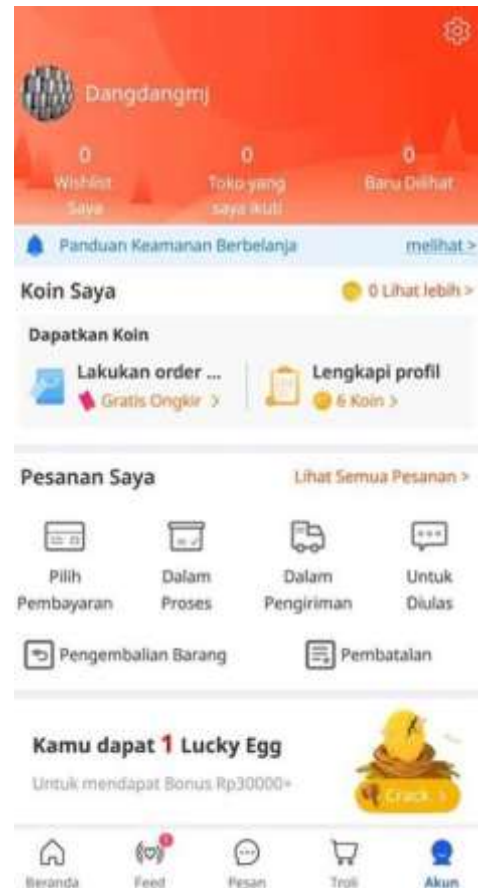 Dangdangmj
0 0 0
Wishlist Toko yang Baru Dilihat
Saya saya ikuti
Panduan Keamanan Berbelanja melihat >
Koin Saya 0 Lihat lebih >
Dapatkan Koin
Lakukan order ... Lengkapi profil
Gratis Ongkir > 6 Koin >
Pesanan Saya Lihat Semua Pesanan >
Pilih Dalam Dalam Untuk
Pembayaran Proses Pengiriman Diulas
Pengembalian Barang Pembatalan
Kamu dapat 1 Lucky Egg
Untuk mendapat Bonus Rp30000+
Crack >
Beranda Feed Pesan Troli Akun